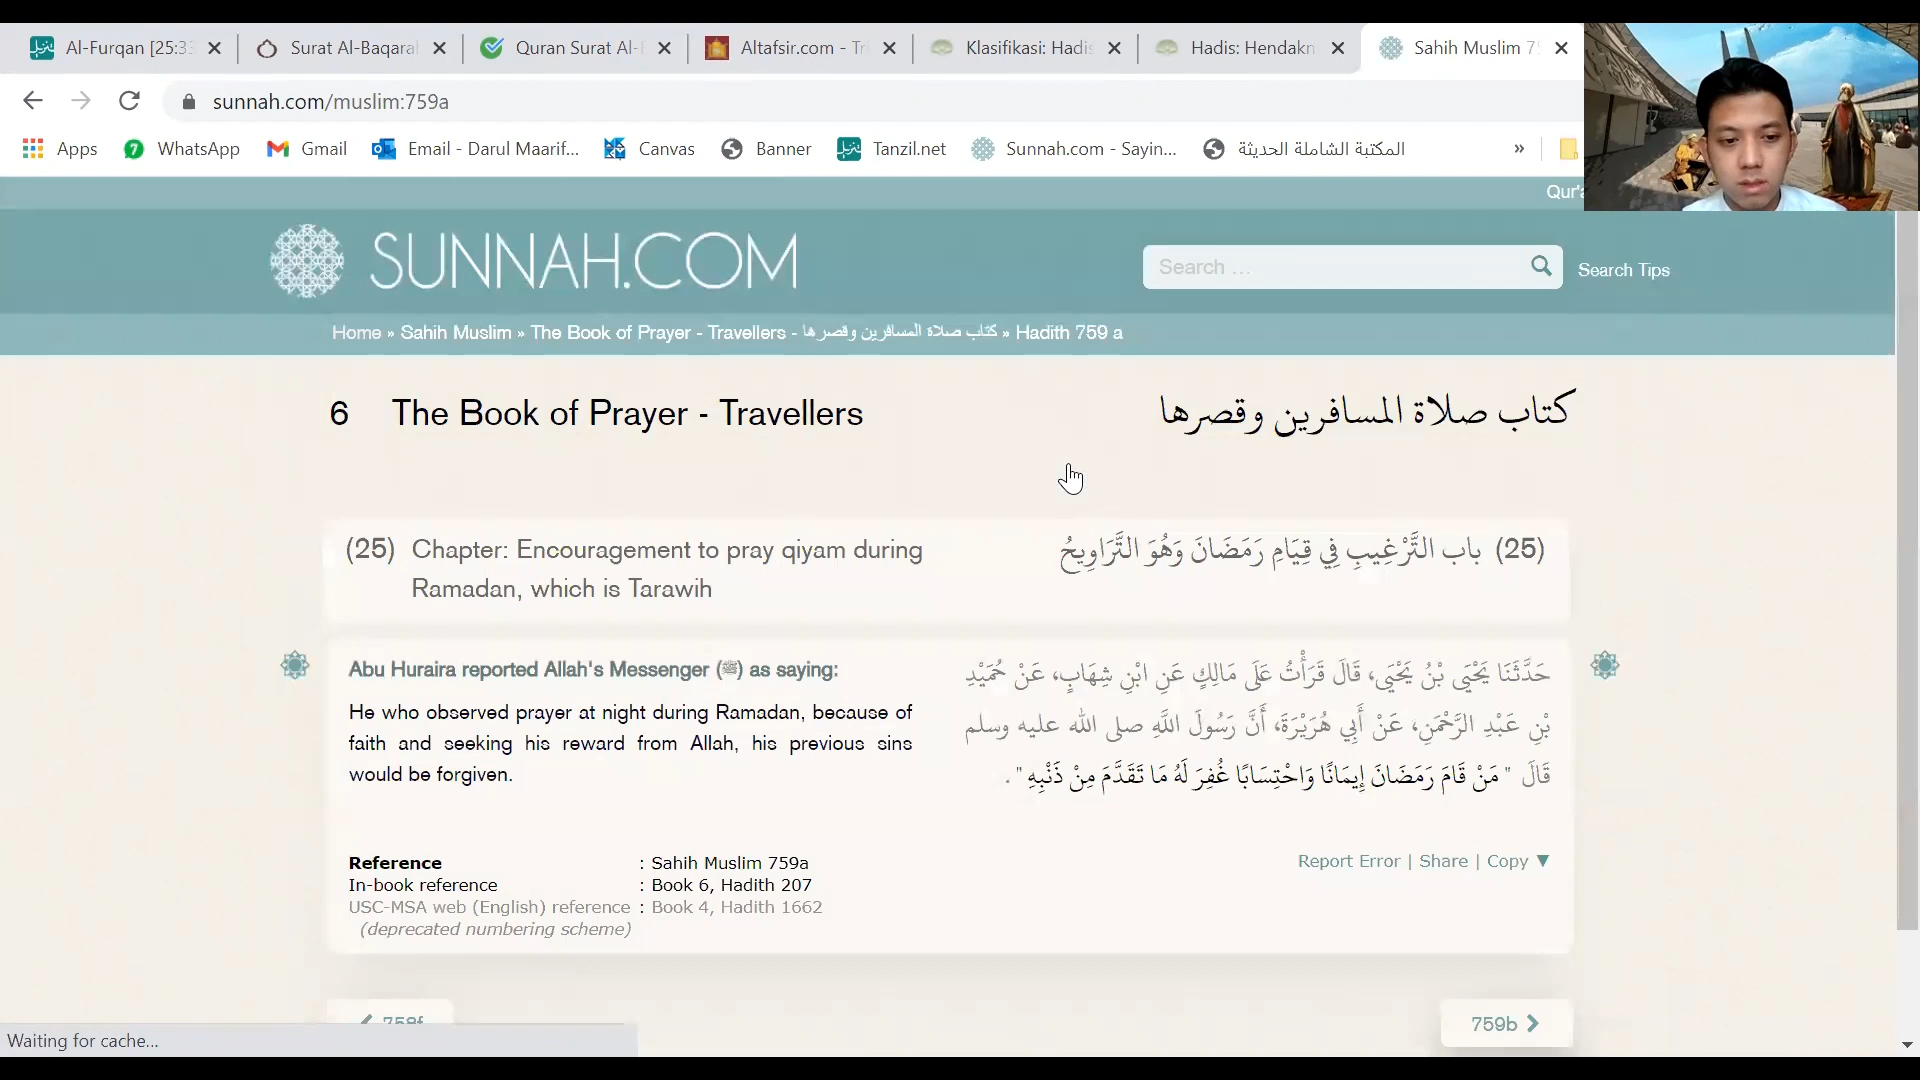 Al-Furqan [25:33
Surat Al-Baqarah
Quran Surat Al-
Altafsir.com - Tr
Klasifikasi: Hadis
Hadis: Hendakn
Sahih Muslim 75
sunnah.com/muslim:759a
Apps WhatsApp Gmail Email - Darul Maarif... Canvas Banner Tanzil.net Sunnah.com - Sayin... المكتبة الشاملة الحديثة »
Qur'a
SUNNAH.COM
Search …
Search Tips
Home » Sahih Muslim » The Book of Prayer - Travellers - كتاب صلاة المسافرين وقصرها » Hadith 759 a
6 The Book of Prayer - Travellers
كتاب صلاة المسافرين وقصرها
(25) Chapter: Encouragement to pray qiyam during
Ramadan, which is Tarawih
(25) باب التَّرْغِيبِ فِي قِيَامِ رَمَضَانَ وَهُوَ التَّرَاوِيحُ
Abu Huraira reported Allah's Messenger (ﷺ) as saying:
He who observed prayer at night during Ramadan, because of
faith and seeking his reward from Allah, his previous sins
would be forgiven.
حَدَّثَنَا يَحْيَى بْنُ يَحْيَى، قَالَ قَرَأْتُ عَلَى مَالِكٍ عَنِ ابْنِ شِهَابٍ، عَنْ حُمَيْدِ
بْنِ عَبْدِ الرَّحْمَنِ، عَنْ أَبِي هُرَيْرَةَ، أَنَّ رَسُولَ اللَّهِ صلى الله عليه وسلم
قَالَ ‏"‏ مَنْ قَامَ رَمَضَانَ إِيمَانًا وَاحْتِسَابًا غُفِرَ لَهُ مَا تَقَدَّمَ مِنْ ذَنْبِهِ ‏"‏ ‏.‏
Reference : Sahih Muslim 759a
In-book reference : Book 6, Hadith 207
USC-MSA web (English) reference : Book 4, Hadith 1662
(deprecated numbering scheme)
Report Error | Share | Copy ▼
758f
759b
Waiting for cache...